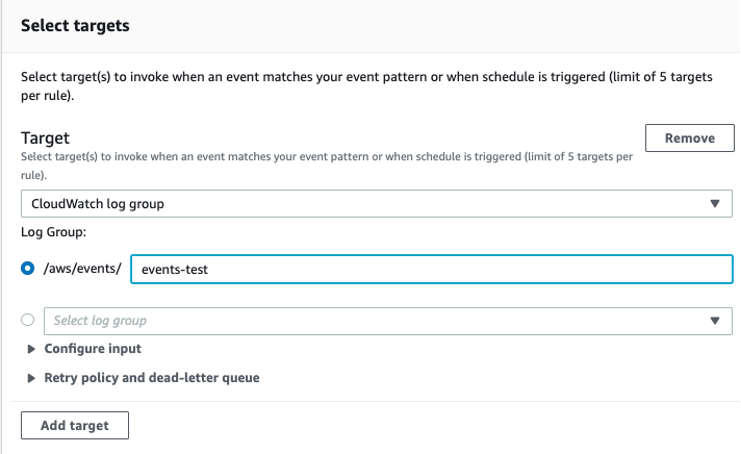 Select targets
Select target(s) to invoke when an event matches your event pattern or when schedule is triggered (limit of 5 targets
per rule).
Target
Remove
Select target(s) to invoke when an event matches your event pattern or when schedule is triggered (limit of 5 targets per
rule).
CloudWatch log group
Log Group:
/aws/events/ events-test
Select log group
Configure input
Retry policy and dead-letter queue
Add target